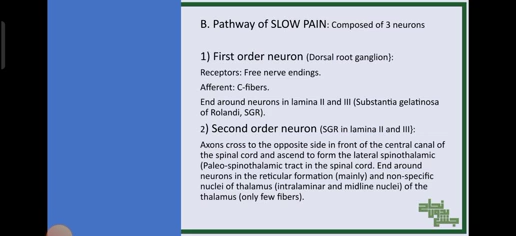 B. Pathway of SLOW PAIN: Composed of 3 neurons
1) First order neuron (Dorsal root ganglion):
Receptors: Free nerve endings.
Afferent: C-fibers.
End around neurons in lamina II and III (Substantia gelatinosa
of Rolandi, SGR).
2) Second order neuron (SGR in lamina II and III):
Axons cross to the opposite side in front of the central canal of
the spinal cord and ascend to form the lateral spinothalamic
(Paleo-spinothalamic tract in the spinal cord. End around
neurons in the reticular formation (mainly) and non-specific
nuclei of thalamus (intralaminar and midline nuclei) of the
thalamus (only few fibers).